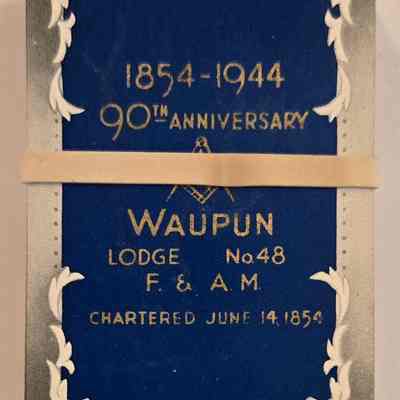 1854-1944
90TH ANNIVERSARY
WAUPUN
LODGE No. 48
F. & A. M.
CHARTERED JUNE 14, 1854